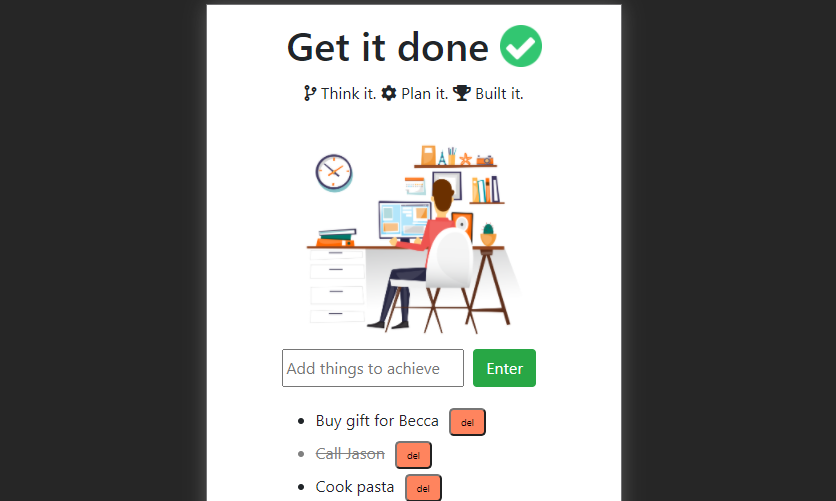 Get it done
Think it. Plan it. Built it.
Add things to achieve Enter
Buy gift for Becca del
Call Jason del
Cook pasta del